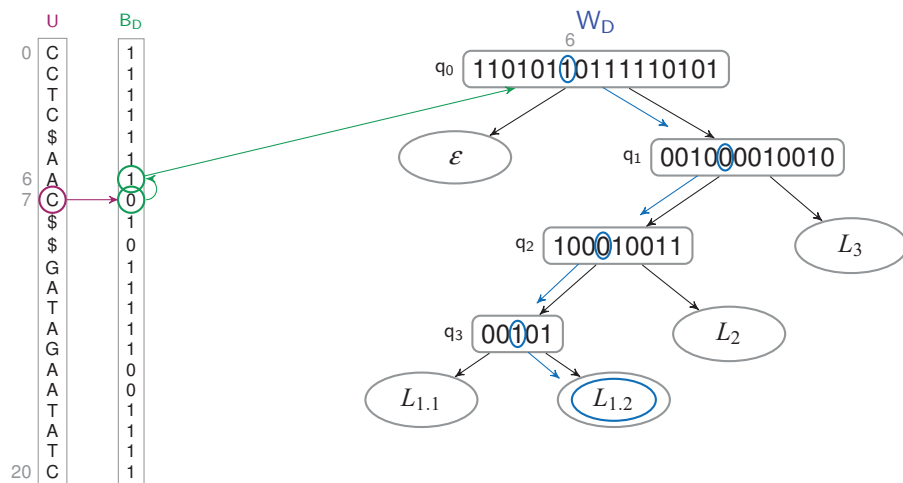 U
B_D
W_D
0 C 1
C 1
T 1
C 1
$ 1
A 1
6 A 1
7 C 0
$ 1
$ 0
G 1
A 1
T 1
A 1
G 1
A 0
A 0
T 1
A 1
T 1
20 C 1
6
q₀ 11010110111110101
ε
q₁ 001000010010
q₂ 100010011
L₃
q₃ 00101
L₂
L₁.₁
L₁.₂